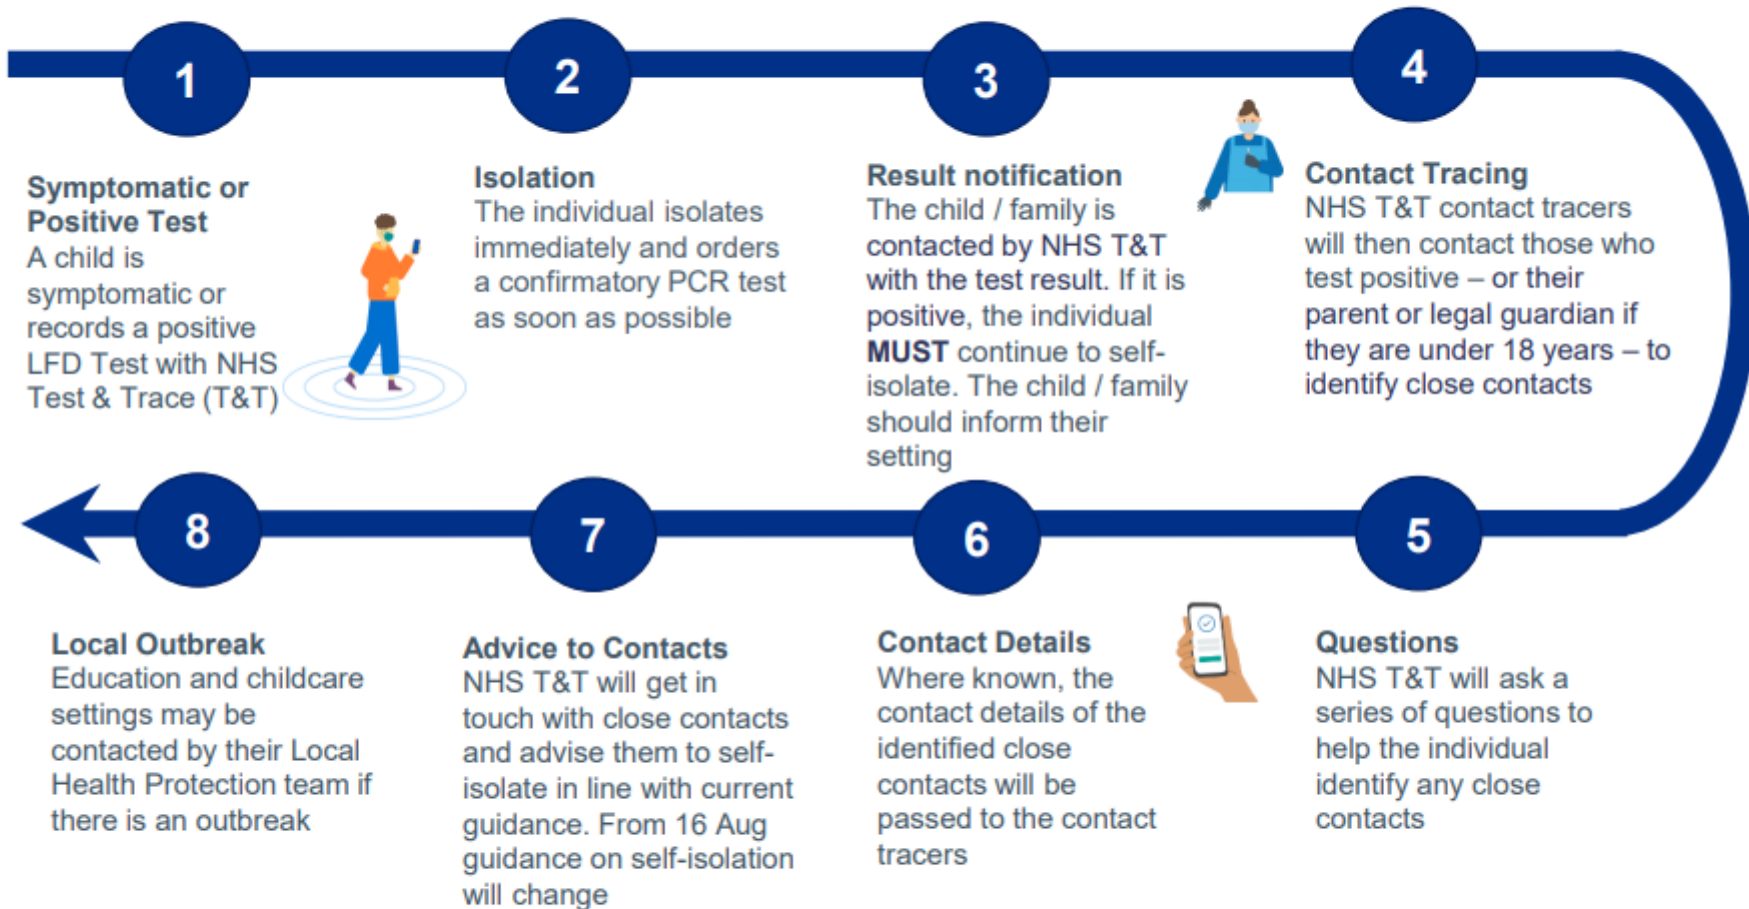 1
Symptomatic or
Positive Test
A child is
symptomatic or
records a positive
LFD Test with NHS
Test & Trace (T&T)
2
Isolation
The individual isolates
immediately and orders
a confirmatory PCR test
as soon as possible
3
Result notification
The child / family is
contacted by NHS T&T
with the test result. If it is
positive, the individual
MUST continue to self-
isolate. The child / family
should inform their
setting
4
Contact Tracing
NHS T&T contact tracers
will then contact those who
test positive – or their
parent or legal guardian if
they are under 18 years – to
identify close contacts
5
Questions
NHS T&T will ask a
series of questions to
help the individual
identify any close
contacts
6
Contact Details
Where known, the
contact details of the
identified close
contacts will be
passed to the contact
tracers
7
Advice to Contacts
NHS T&T will get in
touch with close contacts
and advise them to self-
isolate in line with current
guidance. From 16 Aug
guidance on self-isolation
will change
8
Local Outbreak
Education and childcare
settings may be
contacted by their Local
Health Protection team if
there is an outbreak